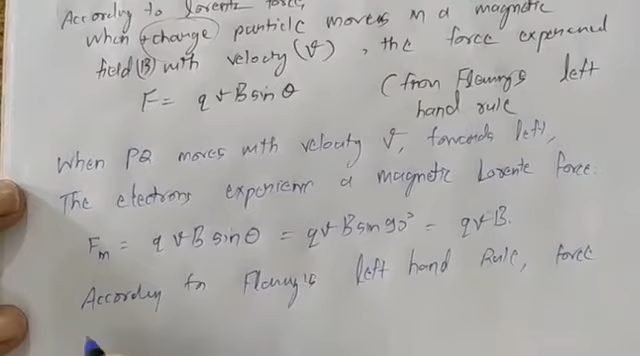 According to Lorentz force,
when +charge particle moves in a magnetic
field (B) with velocity (v), the force experienced
F = qvB sin θ (from Fleming's left
hand rule
When PQ moves with velocity v, towards left,
The electrons experience a magnetic Lorente force.
Fm = qvB sin θ = qvB sin 90° = qvB.
According to Fleming's left hand Rule, force